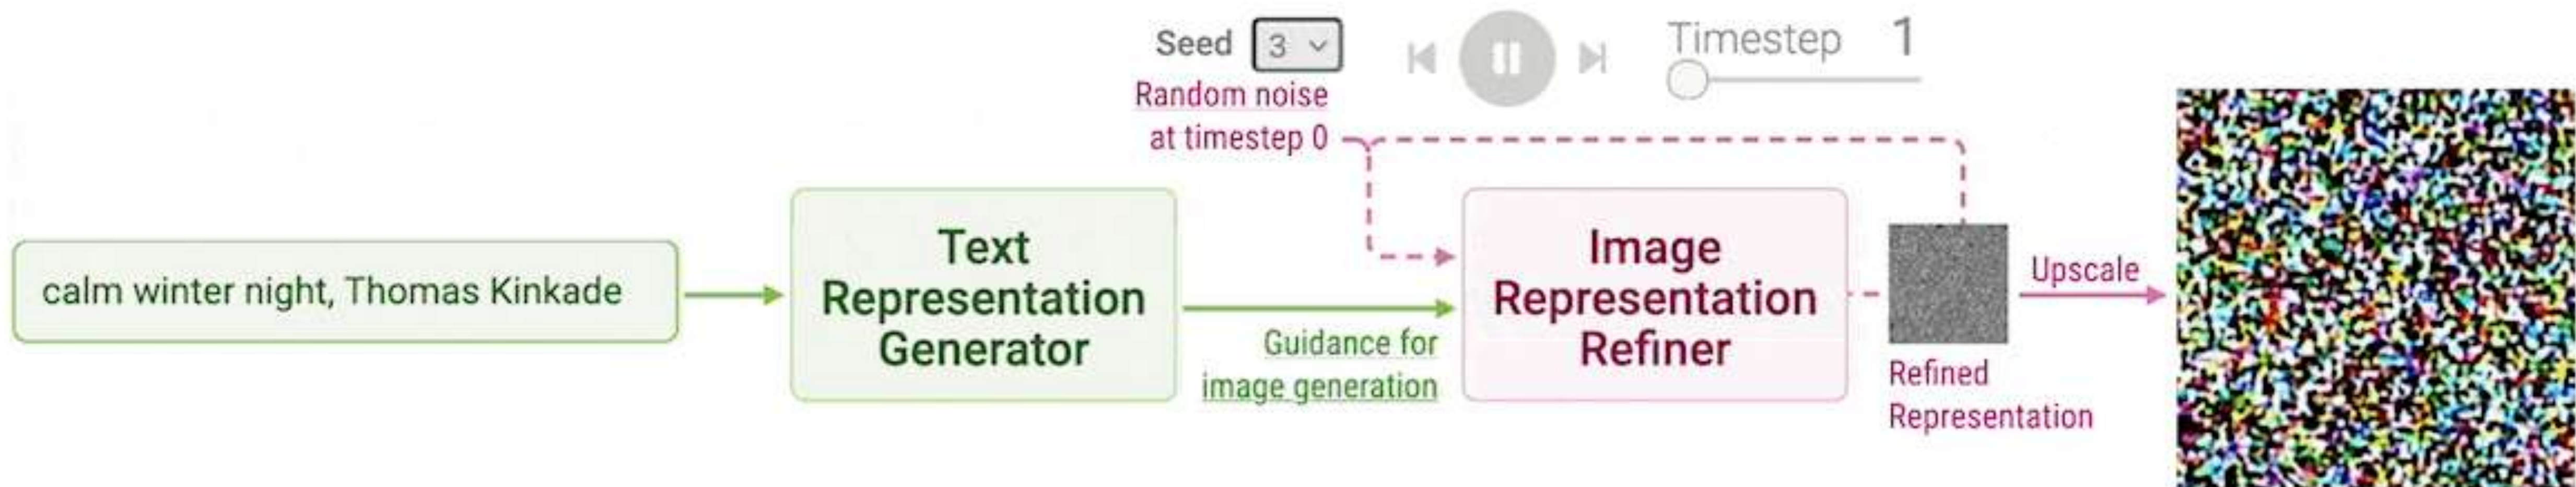 Seed 3
Timestep 1
Random noise
at timestep 0
calm winter night, Thomas Kinkade
Text
Representation
Generator
Guidance for
image generation
Image
Representation
Refiner
Refined
Representation
Upscale